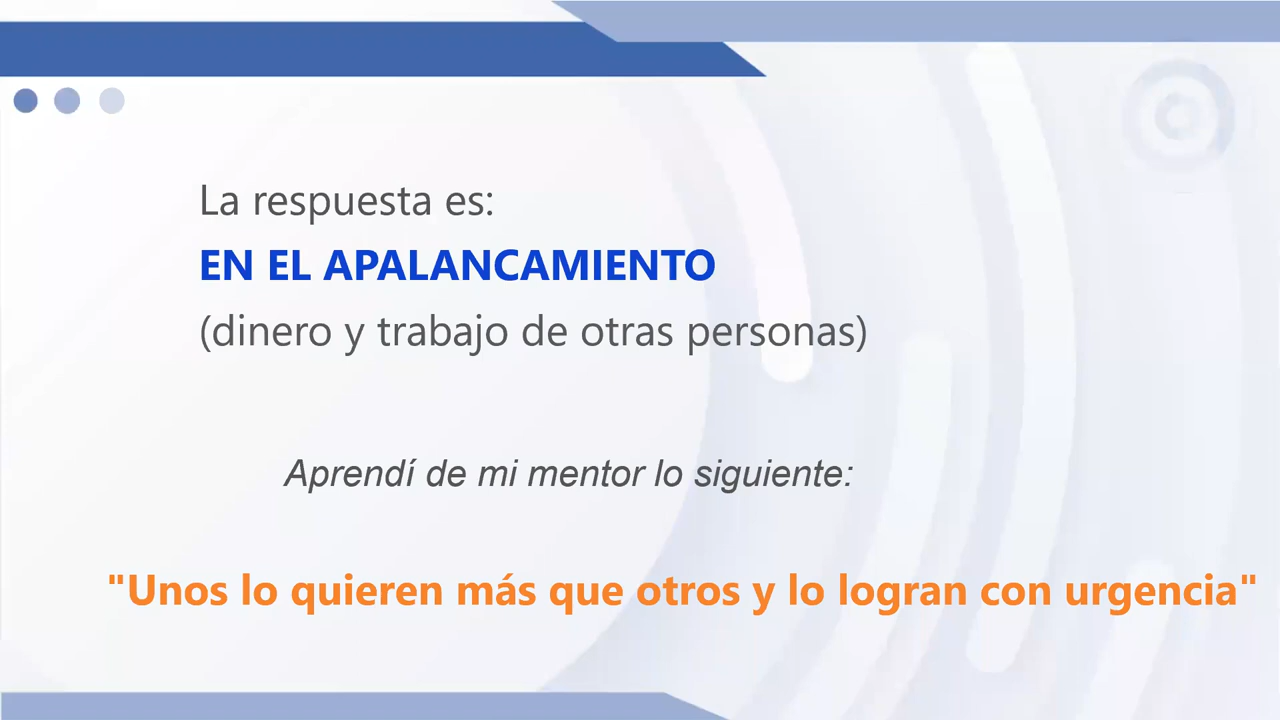 La respuesta es:
EN EL APALANCAMIENTO
(dinero y trabajo de otras personas)
Aprendí de mi mentor lo siguiente:
"Unos lo quieren más que otros y lo logran con urgencia"